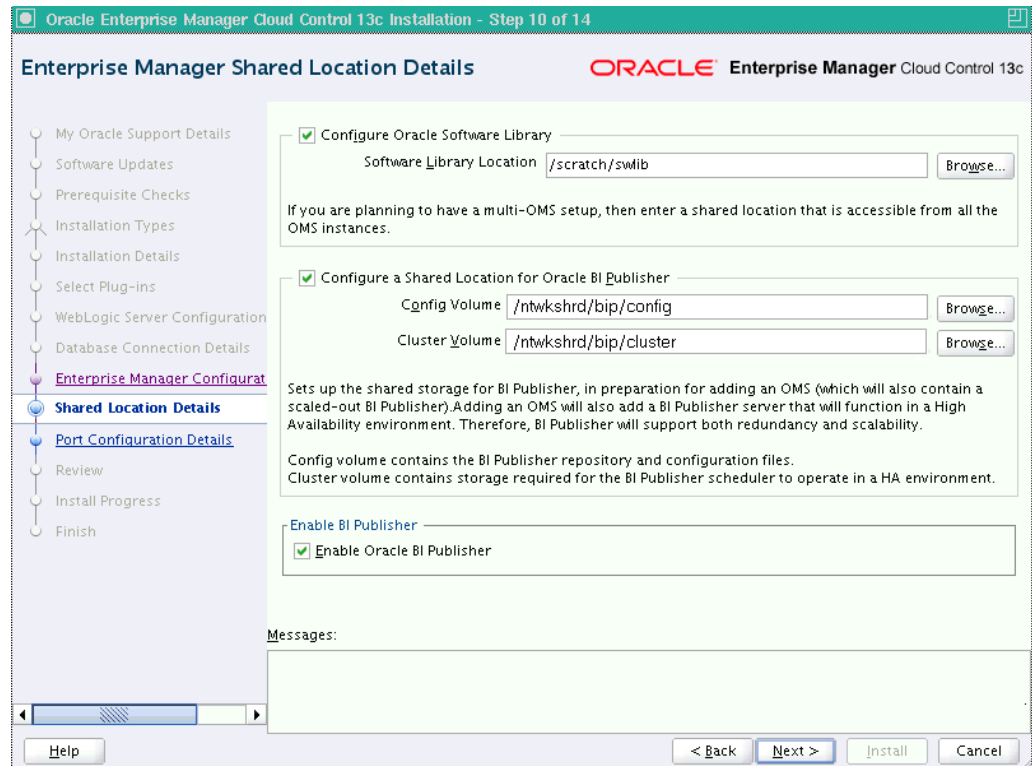 Oracle Enterprise Manager Cloud Control 13c Installation - Step 10 of 14
Enterprise Manager Shared Location Details
ORACLE Enterprise Manager Cloud Control 13c
My Oracle Support Details
Software Updates
Prerequisite Checks
Installation Types
Installation Details
Select Plug-ins
WebLogic Server Configuration
Database Connection Details
Enterprise Manager Configurat
Shared Location Details
Port Configuration Details
Review
Install Progress
Finish
Configure Oracle Software Library
Software Library Location /scratch/swlib Browse...
If you are planning to have a multi-OMS setup, then enter a shared location that is accessible from all the
OMS instances.
Configure a Shared Location for Oracle BI Publisher
Config Volume /ntwkshrd/bip/config Browse...
Cluster Volume /ntwkshrd/bip/cluster Browse...
Sets up the shared storage for BI Publisher, in preparation for adding an OMS (which will also contain a
scaled-out BI Publisher).Adding an OMS will also add a BI Publisher server that will function in a High
Availability environment. Therefore, BI Publisher will support both redundancy and scalability.
Config volume contains the BI Publisher repository and configuration files.
Cluster volume contains storage required for the BI Publisher scheduler to operate in a HA environment.
Enable BI Publisher
Enable Oracle BI Publisher
Messages:
Help
< Back Next > Install Cancel